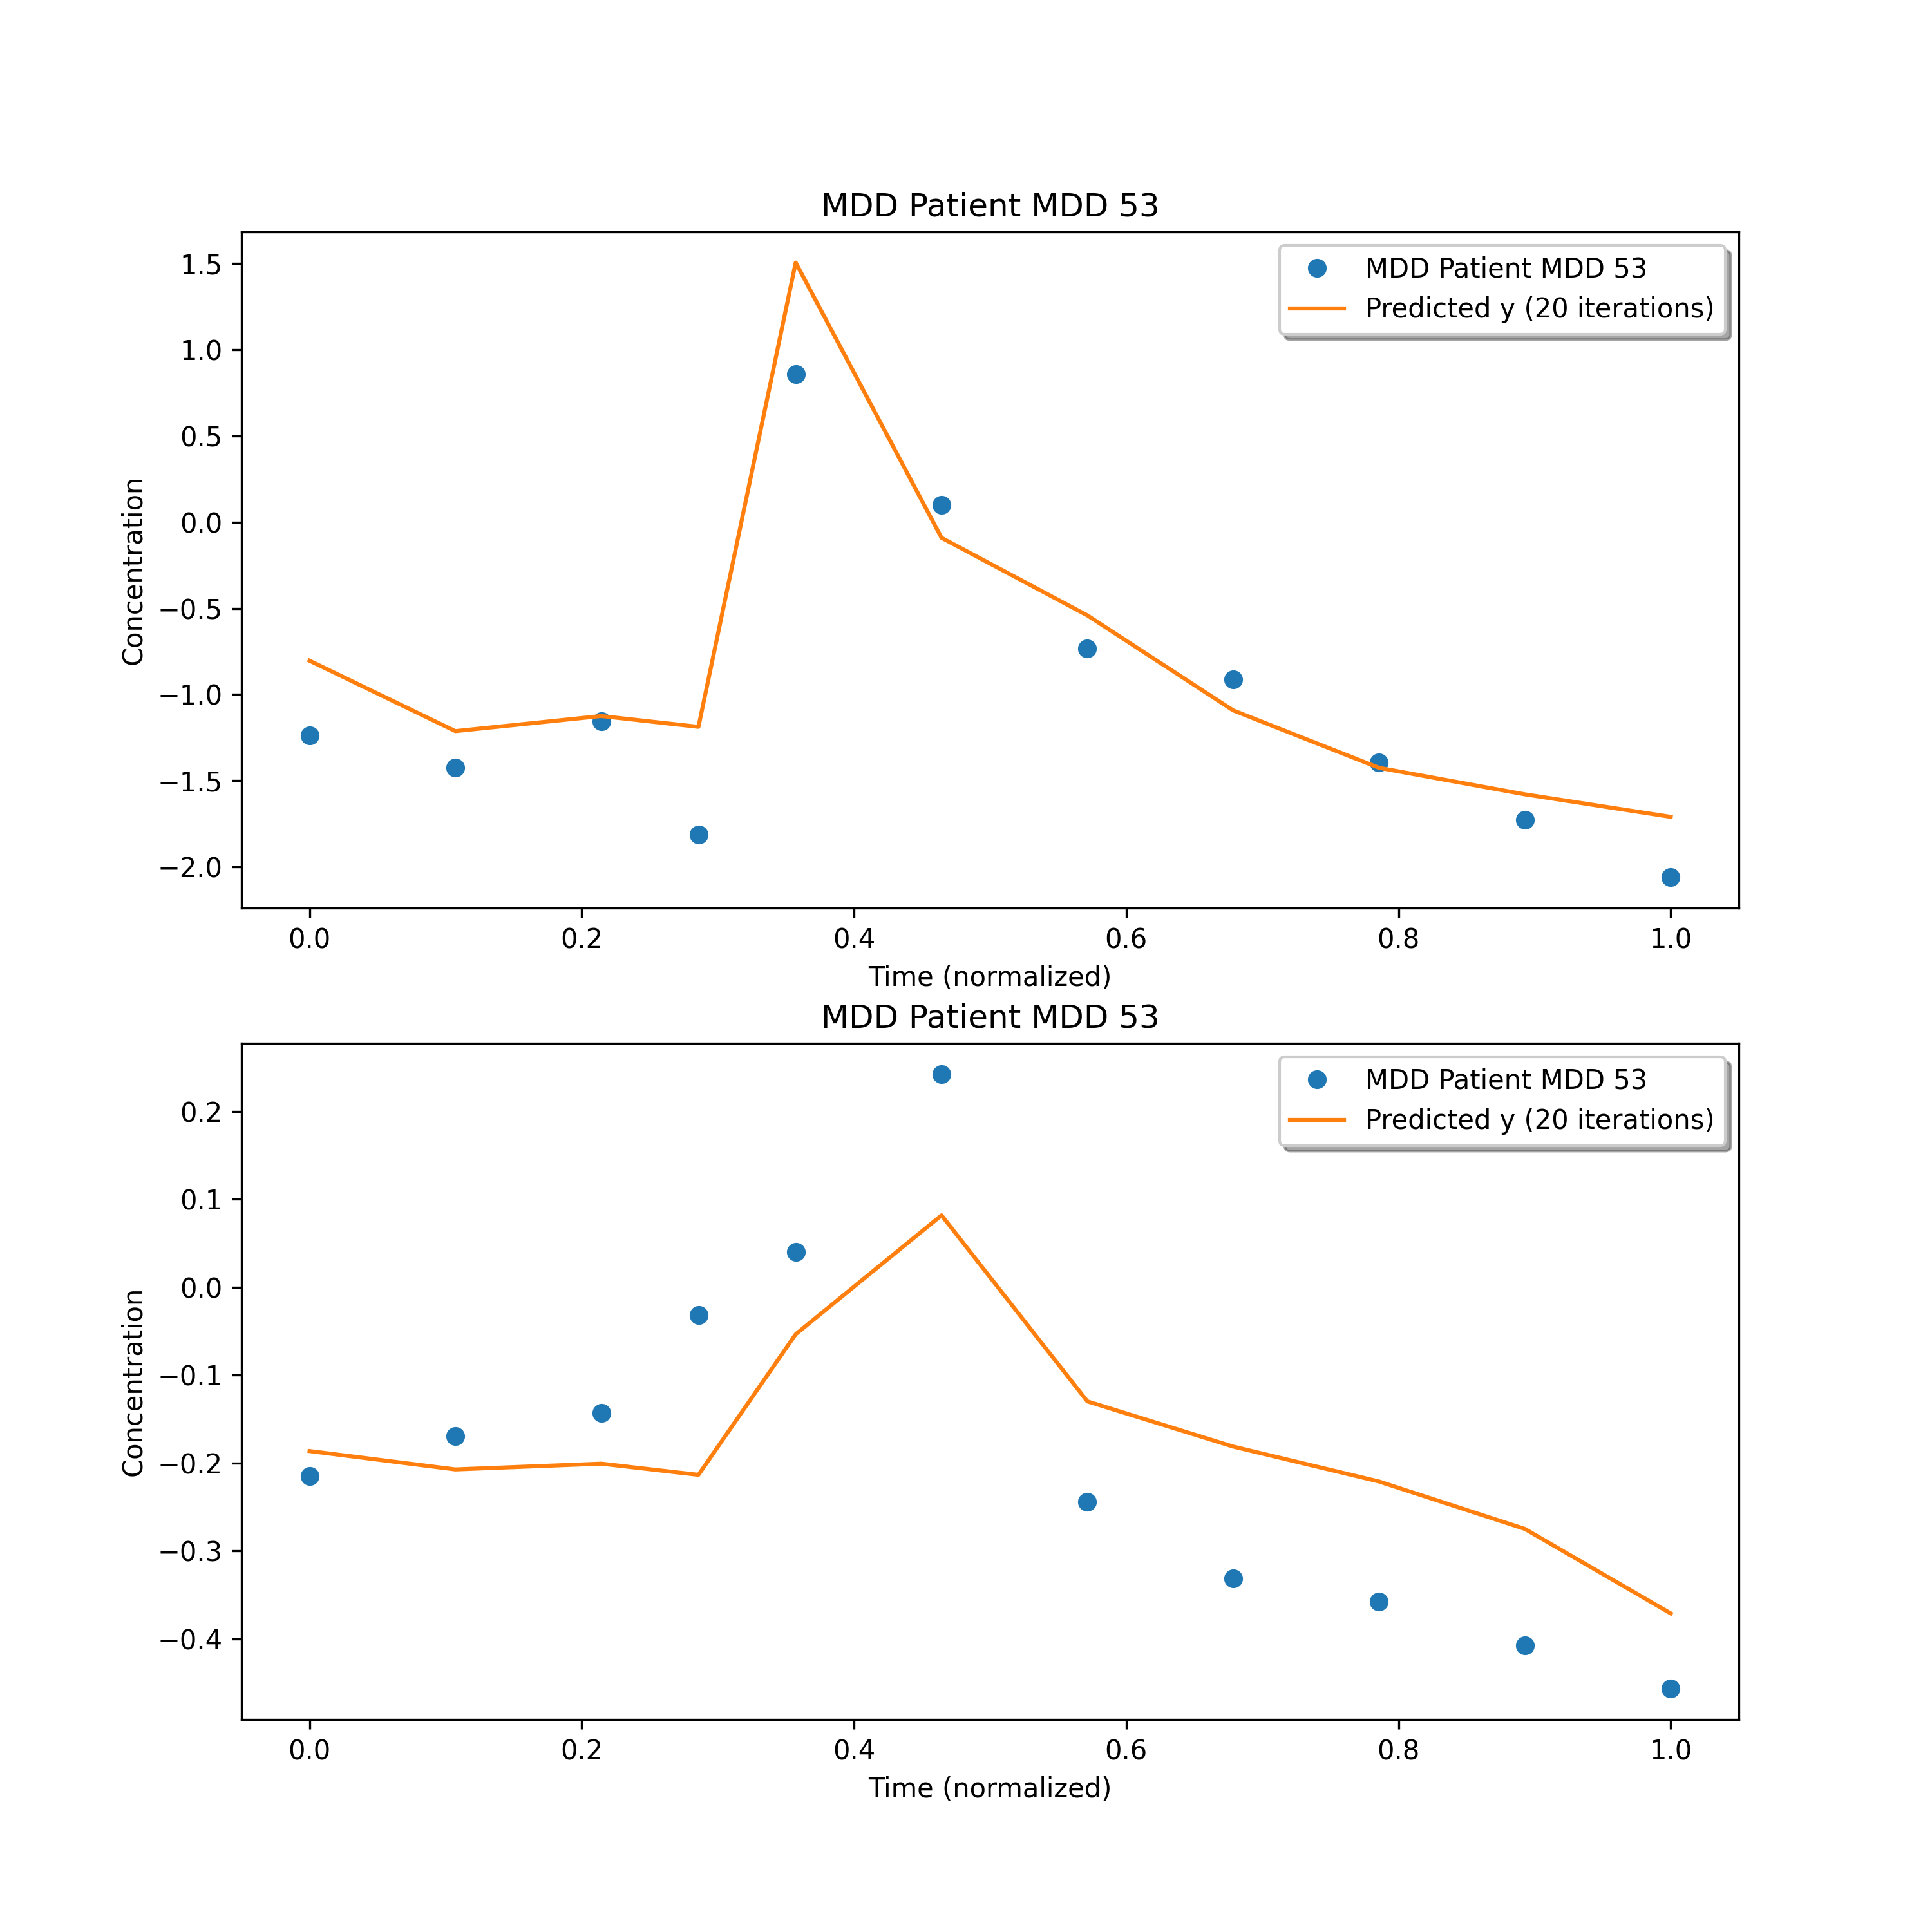 MDD Patient MDD 53
MDD Patient MDD 53
Predicted y (20 iterations)
Concentration
1.5
1.0
0.5
0.0
−0.5
−1.0
−1.5
−2.0
0.0 0.2 0.4 0.6 0.8 1.0
Time (normalized)
MDD Patient MDD 53
MDD Patient MDD 53
Predicted y (20 iterations)
Concentration
0.2
0.1
0.0
−0.1
−0.2
−0.3
−0.4
0.0 0.2 0.4 0.6 0.8 1.0
Time (normalized)